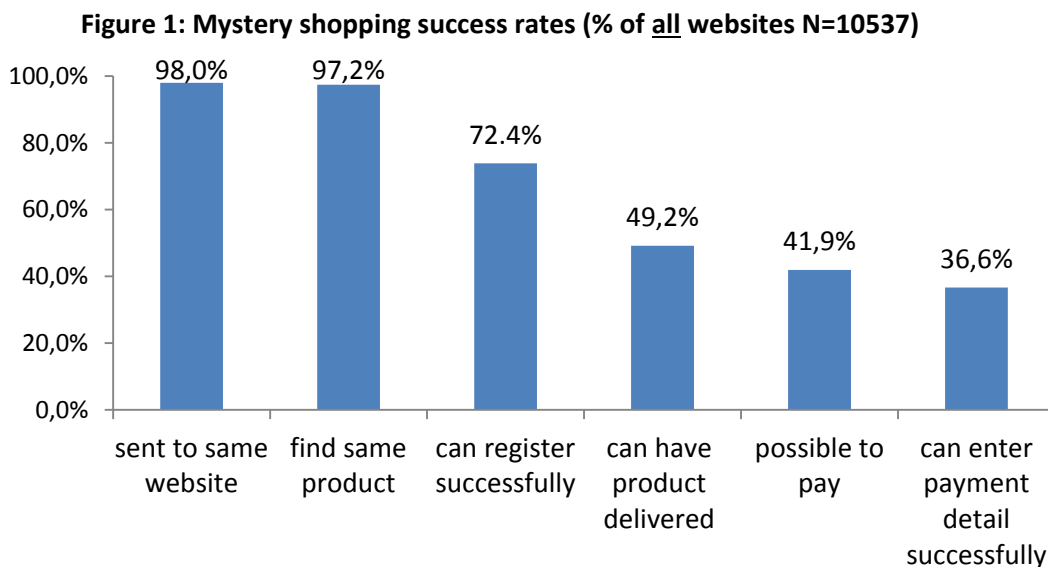 Figure 1: Mystery shopping success rates (% of all websites N=10537)
98,0%
97,2%
72.4%
49,2%
41,9%
36,6%
100,0%
80,0%
60,0%
40,0%
20,0%
0,0%
sent to same
website
find same
product
can register
successfully
can have
product
delivered
possible to
pay
can enter
payment
detail
successfully